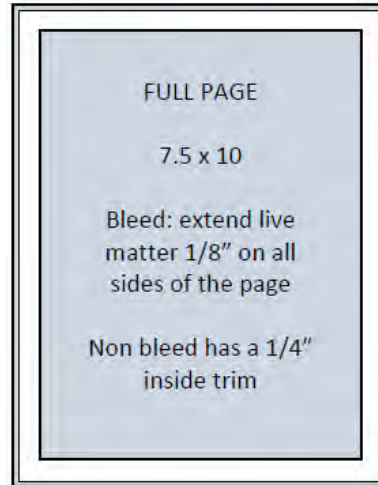 FULL PAGE
7.5 x 10
Bleed: extend live
matter 1/8″ on all
sides of the page
Non bleed has a 1/4″
inside trim